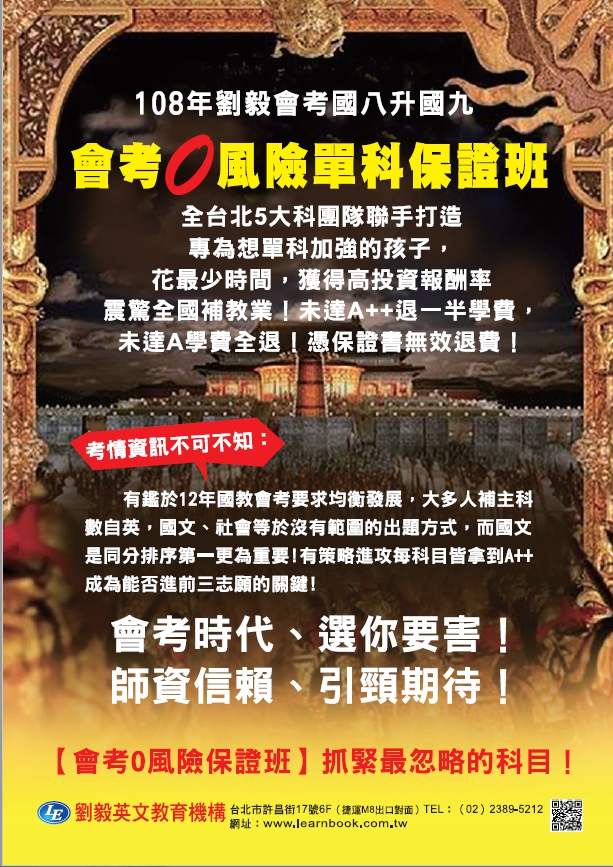 108年劉毅會考國八升國九
會考0風險單科保證班
全台北5大科團隊聯手打造
專為想單科加強的孩子，
花最少時間，獲得高投資報酬率
震驚全國補教業！未達A++退一半學費，
未達A學費全退！憑保證書無效退費！
考情資訊不可不知：
有鑑於12年國教會考要求均衡發展，大多人補主科
數自英，國文、社會等於沒有範圍的出題方式，而國文
是同分排序第一更為重要!有策略進攻每科目皆拿到A++
成為能否進前三志願的關鍵!
會考時代、選你要害！
師資信賴、引頸期待！
【會考0風險保證班】抓緊最忽略的科目！
LE 劉毅英文教育機構 台北市許昌街17號6F（捷運M8出口對面）TEL：（02）2389-5212
網址：www.learnbook.com.tw